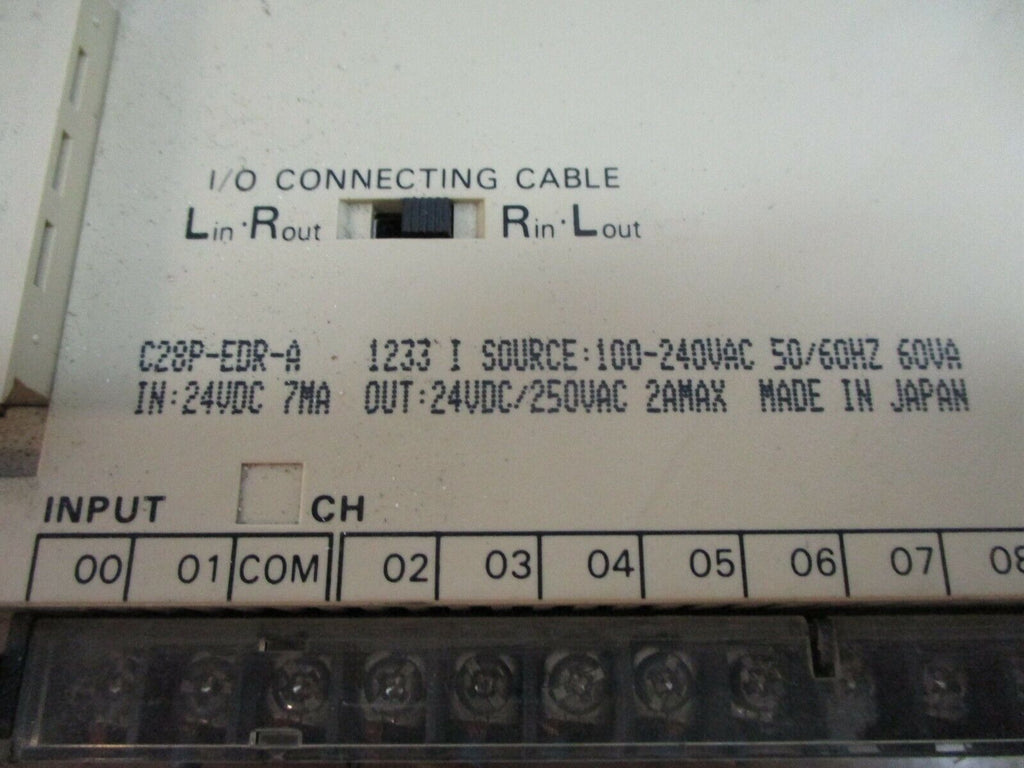 I/O CONNECTING CABLE
Lin·Rout Rin·Lout
C28P-EDR-A 1233 I SOURCE:100-240VAC 50/60HZ 60VA
IN:24VDC 7MA OUT:24VDC/250VAC 2AMAX MADE IN JAPAN
INPUT CH
00 01 COM 02 03 04 05 06 07 08